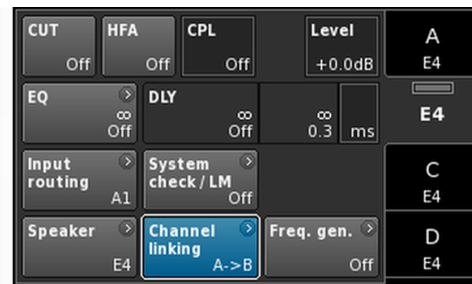 CUT HFA CPL Level A
Off Off Off +0.0dB E4
EQ DLY
∞ ∞ ∞ E4
Off Off 0.3 ms
Input System C
routing check / LM
A1 Off E4
Speaker Channel Freq. gen. D
linking
E4 A->B Off E4